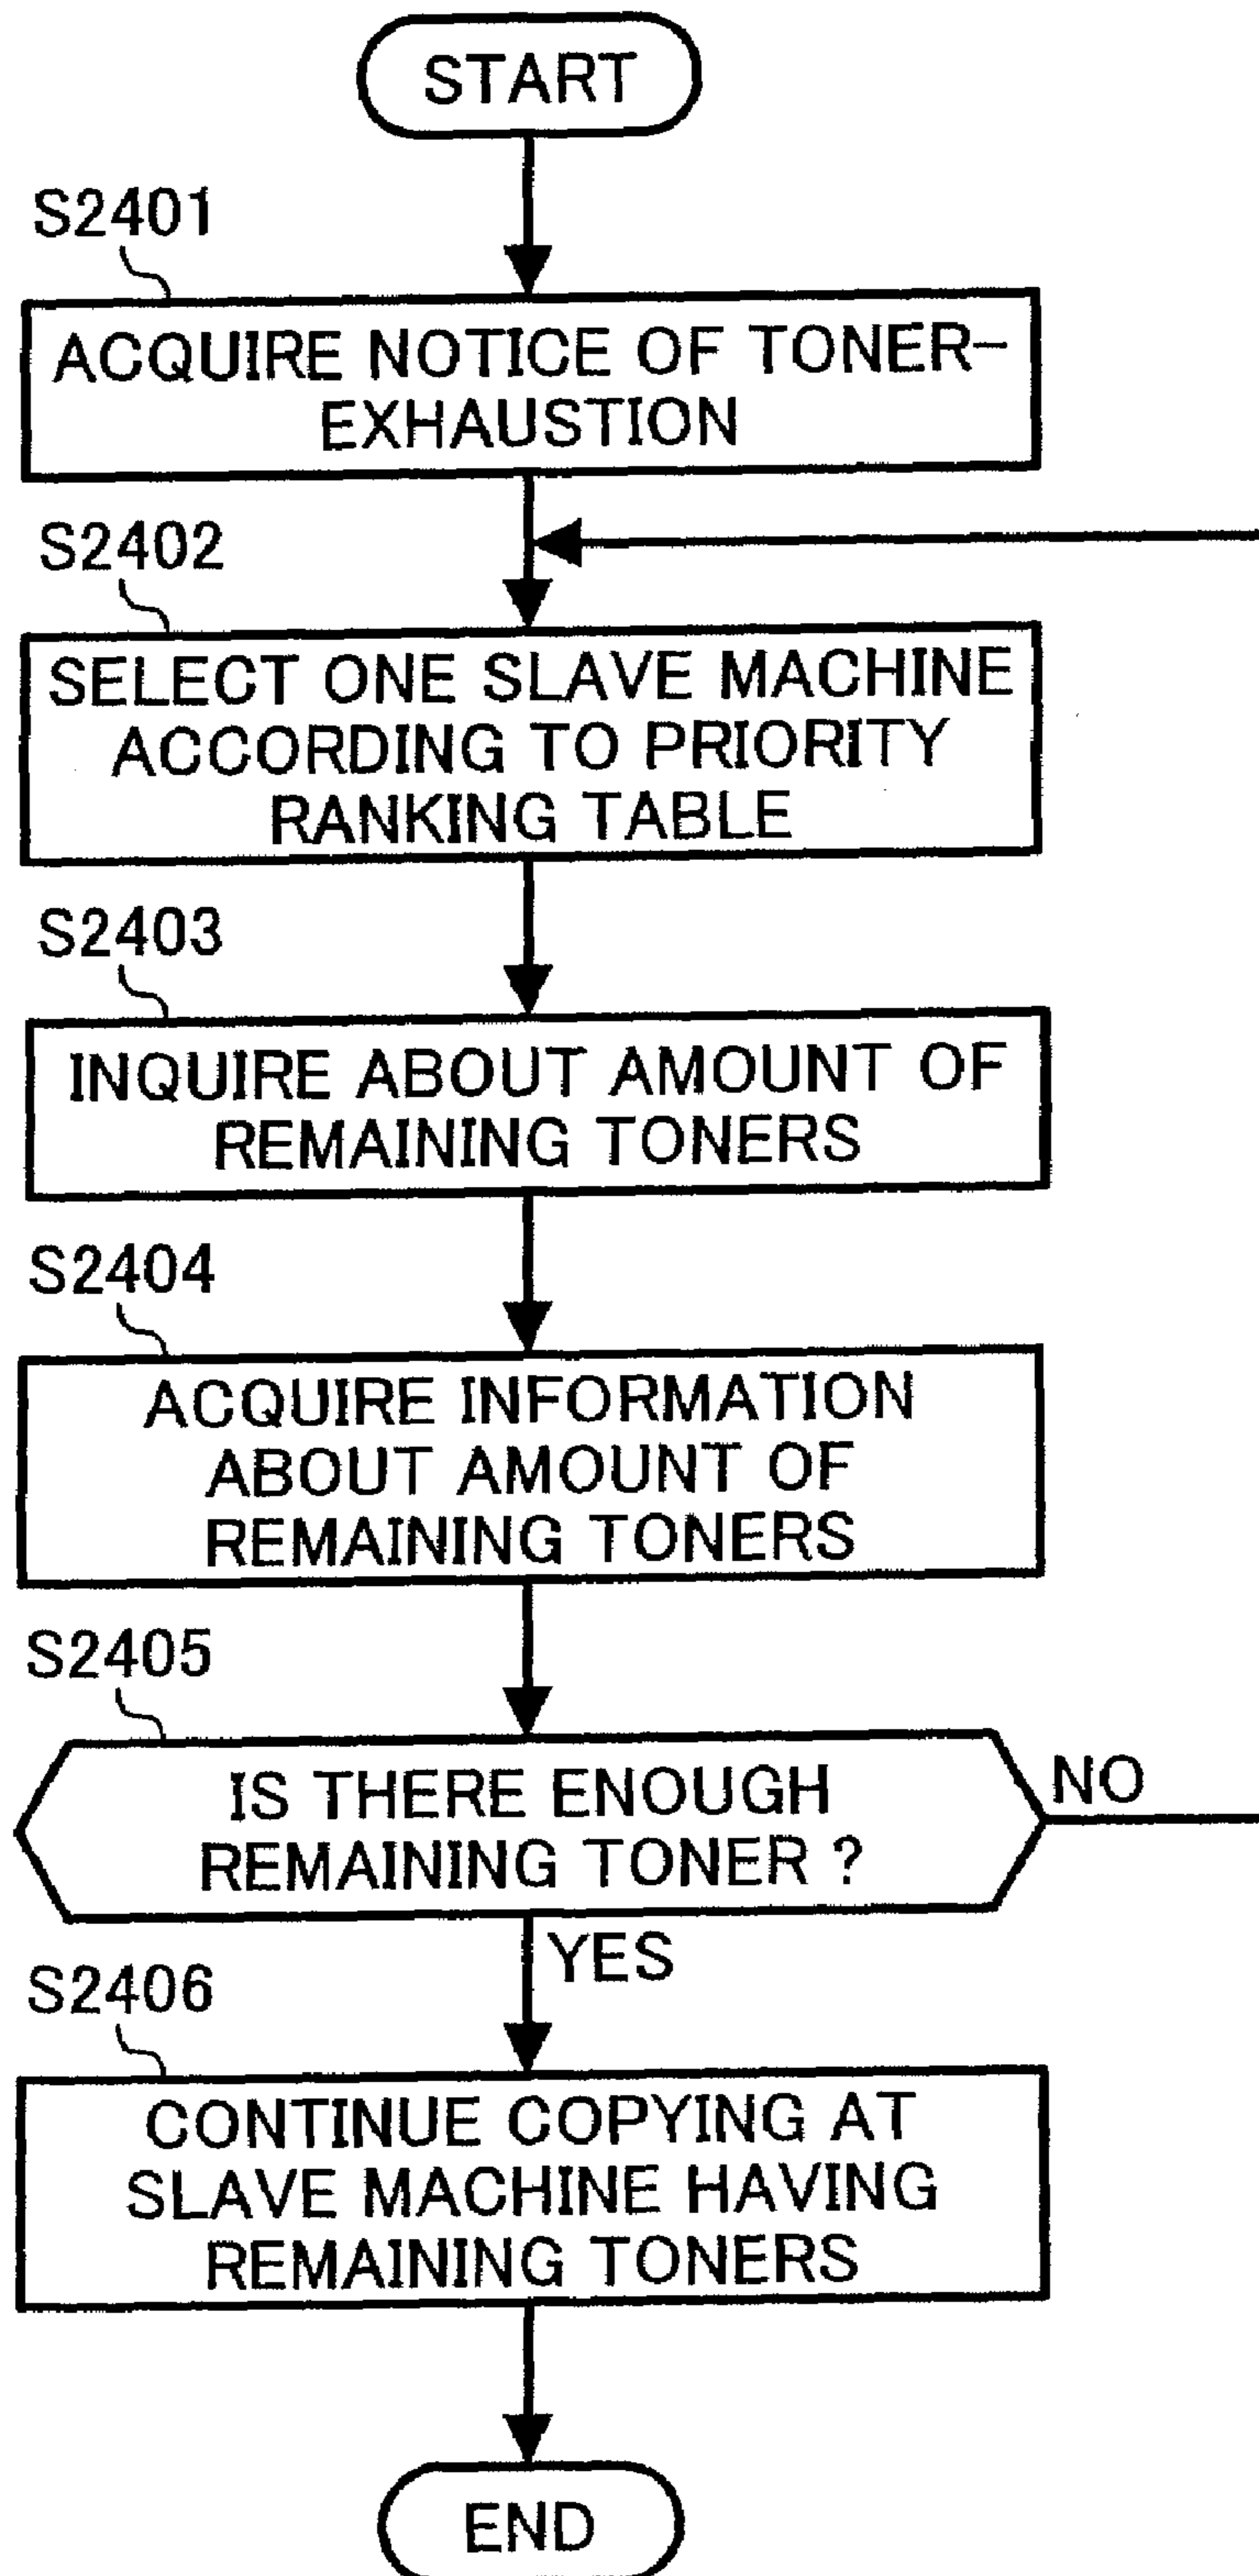 START
S2401
ACQUIRE NOTICE OF TONER-
EXHAUSTION
S2402
SELECT ONE SLAVE MACHINE
ACCORDING TO PRIORITY
RANKING TABLE
S2403
INQUIRE ABOUT AMOUNT OF
REMAINING TONERS
S2404
ACQUIRE INFORMATION
ABOUT AMOUNT OF
REMAINING TONERS
S2405
IS THERE ENOUGH
REMAINING TONER ?
NO
YES
S2406
CONTINUE COPYING AT
SLAVE MACHINE HAVING
REMAINING TONERS
END